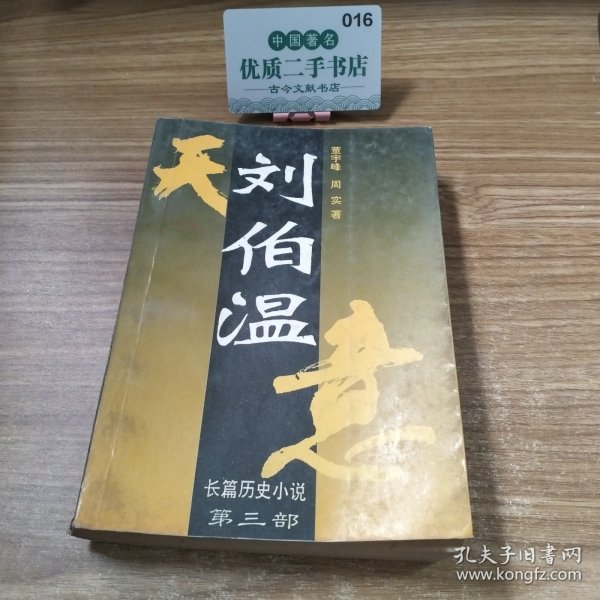 016
中国著名
优质二手书店
古今文献书店
董宇峰 周实 著
天
刘伯温
意
长篇历史小说
第三部
孔夫子旧书网
www.kongfz.com